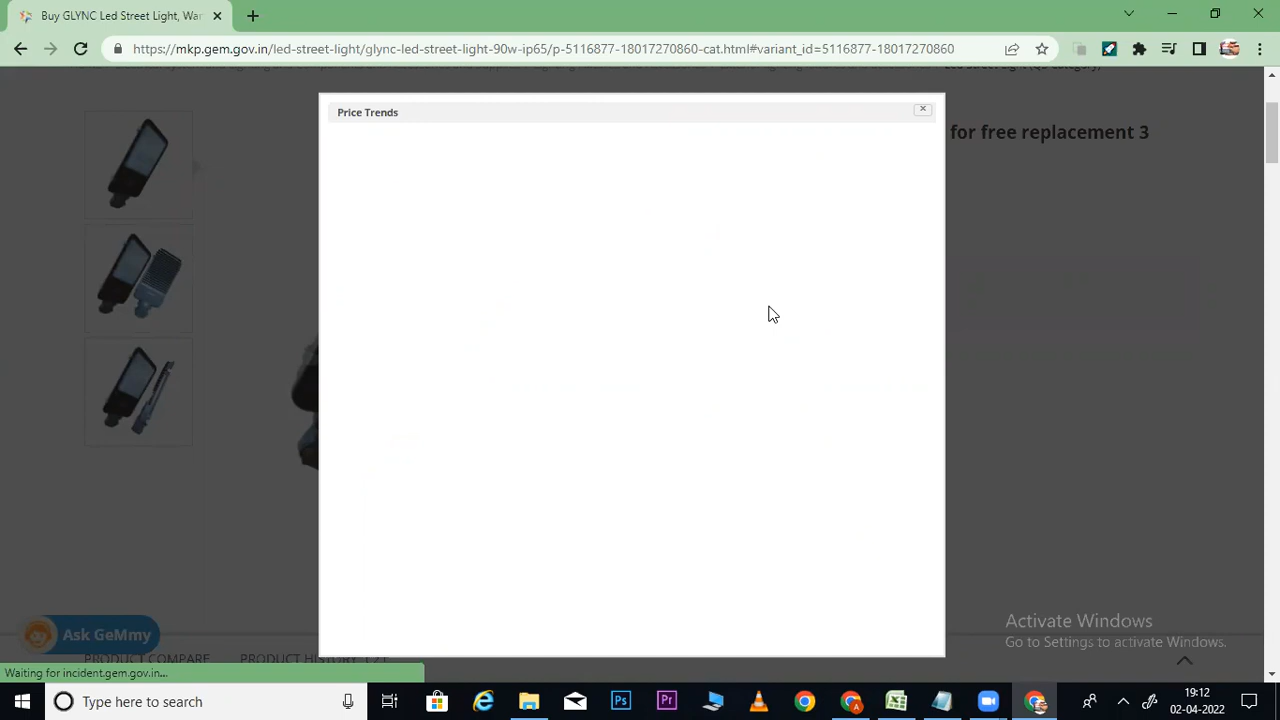 Buy GLYNC Led Street Light, War
https://mkp.gem.gov.in/led-street-light/glync-led-street-light-90w-ip65/p-5116877-18017270860-cat.html#variant_id=5116877-18017270860
Price Trends
for free replacement 3
Ask GeMmy
PRODUCT COMPARE
PRODUCT HISTORY
Activate Windows
Go to Settings to activate Windows.
Waiting for incident.gem.gov.in...
Type here to search
19:12
02-04-2022